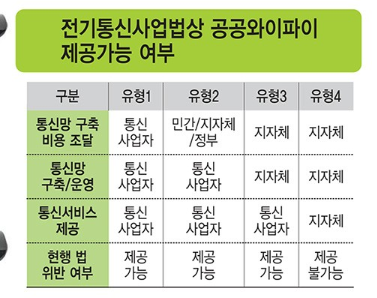 전기통신사업법상 공공와이파이
제공가능 여부
구분 유형1 유형2 유형3 유형4
통신망 구축 통신 민간/지자체 지자체 지자체
비용 조달 사업자 /정부
통신망 통신 통신 지자체 지자체
구축/운영 사업자 사업자
통신서비스 통신 통신 통신 지자체
제공 사업자 사업자 사업자
현행 법 제공 제공 제공 제공
위반 여부 가능 가능 가능 불가능